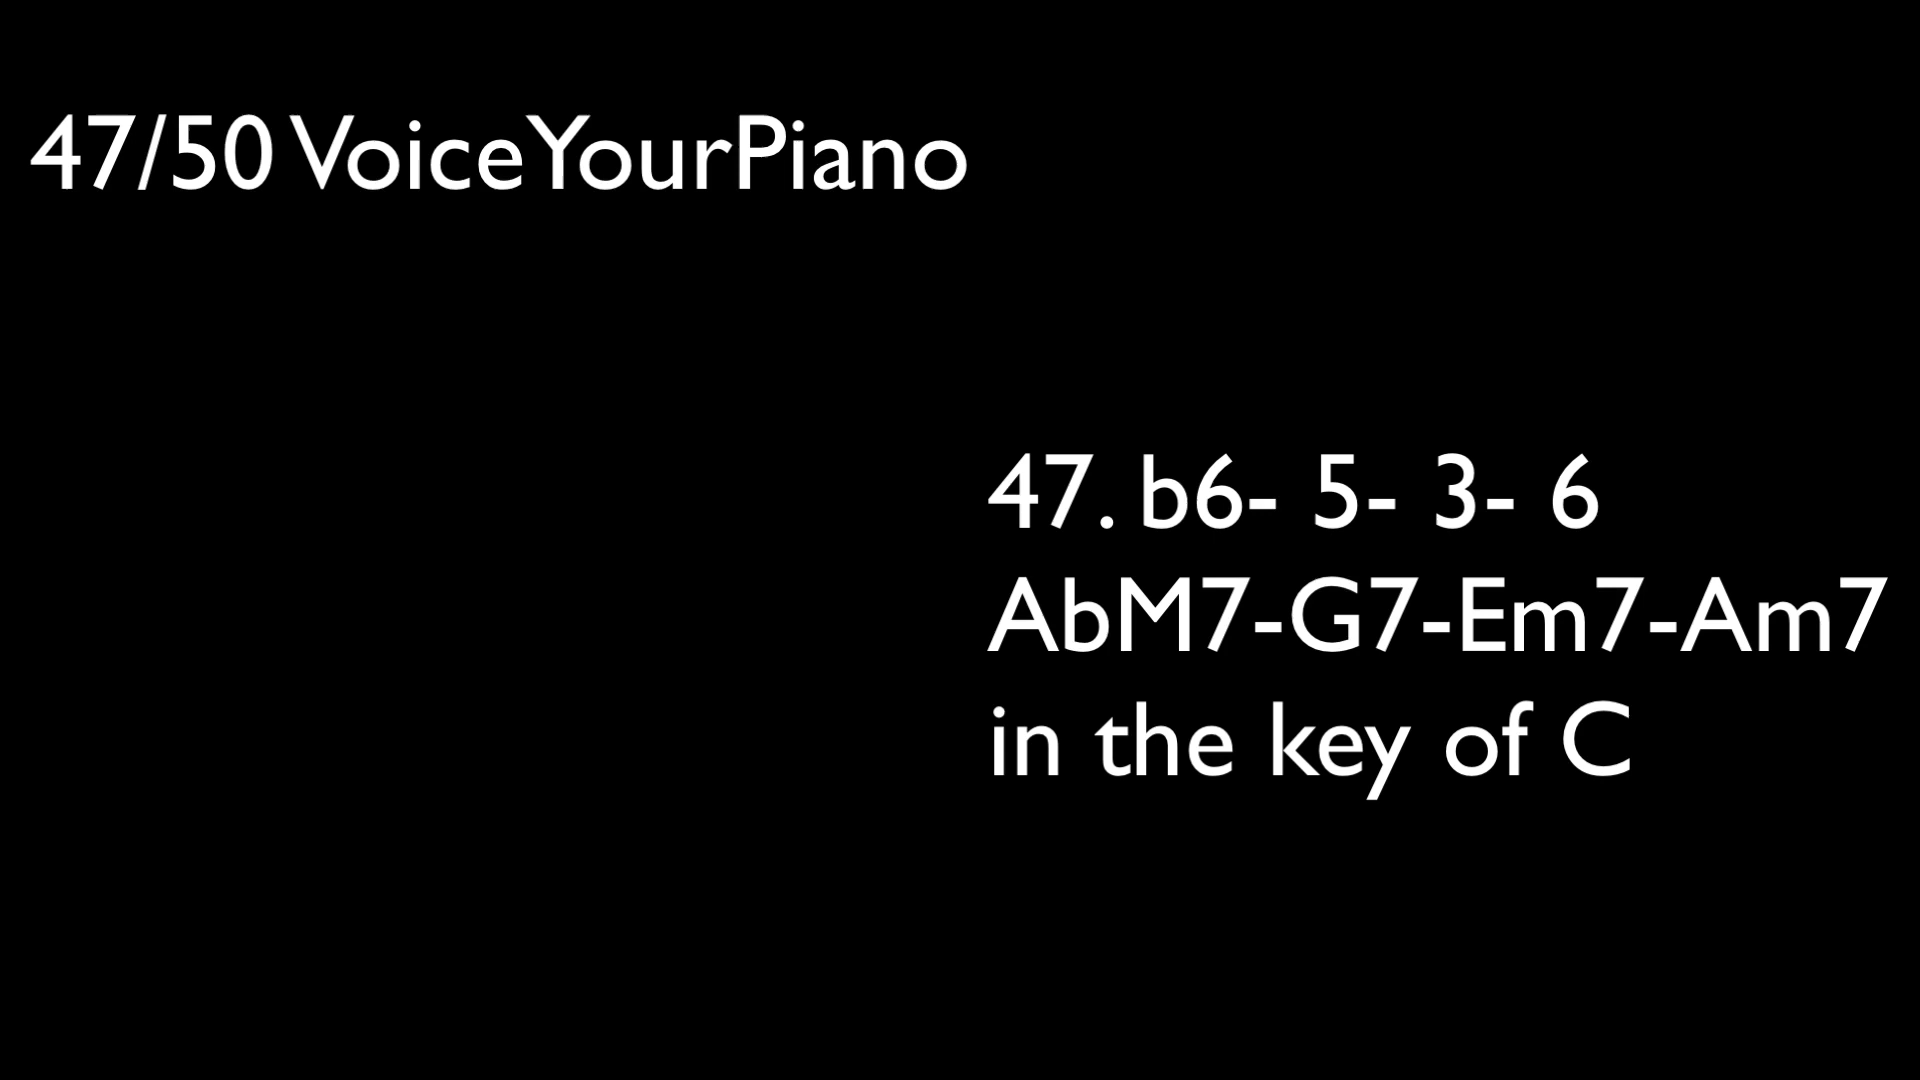 47/50 VoiceYourPiano
47. b6- 5- 3- 6
AbM7-G7-Em7-Am7
in the key of C